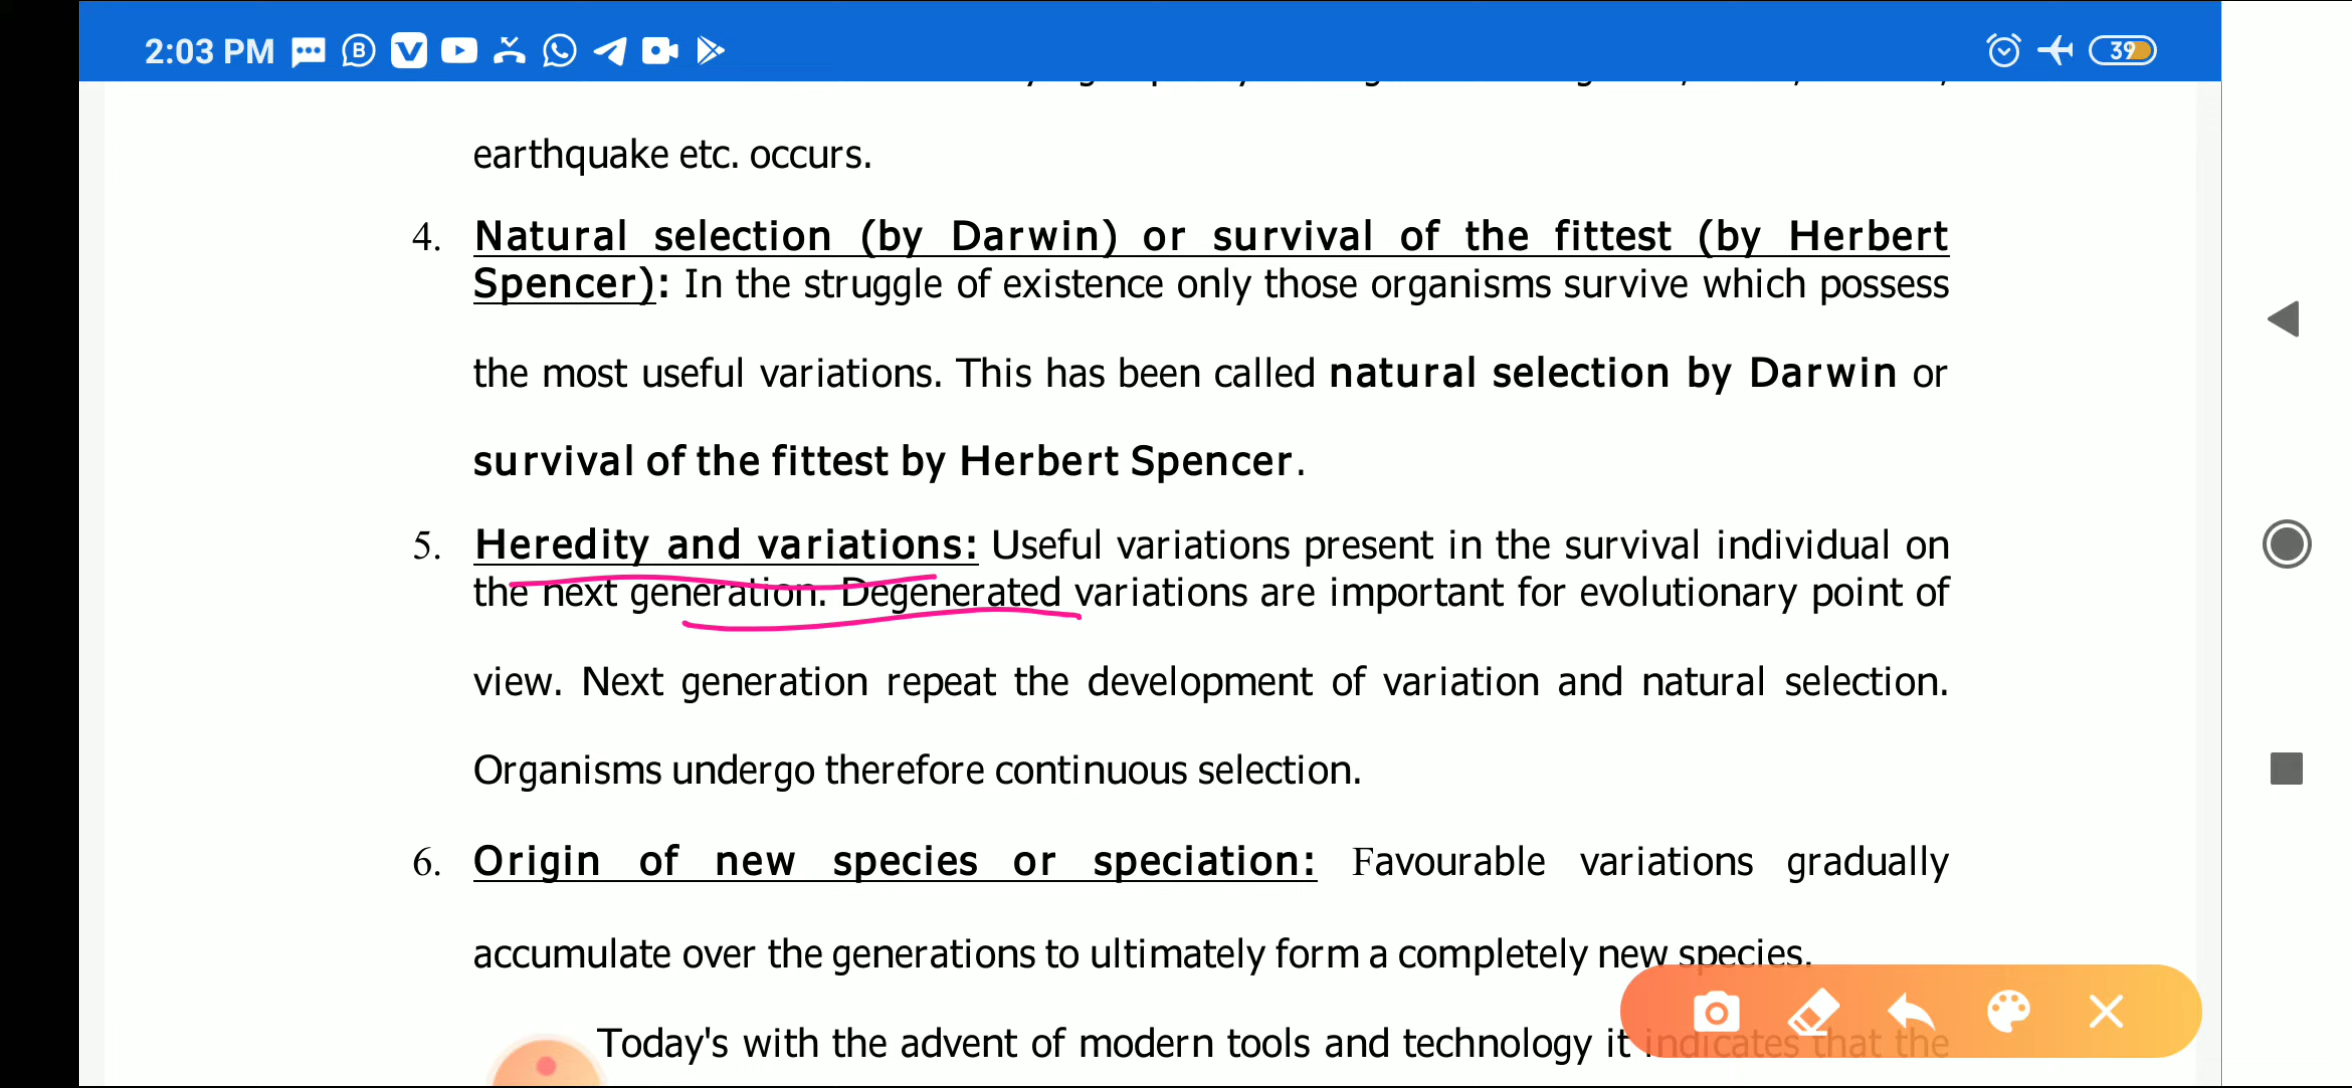 2:03 PM
39
earthquake etc. occurs.
4. Natural selection (by Darwin) or survival of the fittest (by Herbert
Spencer): In the struggle of existence only those organisms survive which possess
the most useful variations. This has been called natural selection by Darwin or
survival of the fittest by Herbert Spencer.
5. Heredity and variations: Useful variations present in the survival individual on
the next generation. Degenerated variations are important for evolutionary point of
view. Next generation repeat the development of variation and natural selection.
Organisms undergo therefore continuous selection.
6. Origin of new species or speciation: Favourable variations gradually
accumulate over the generations to ultimately form a completely new species.
Today's with the advent of modern tools and technology it indicates that the